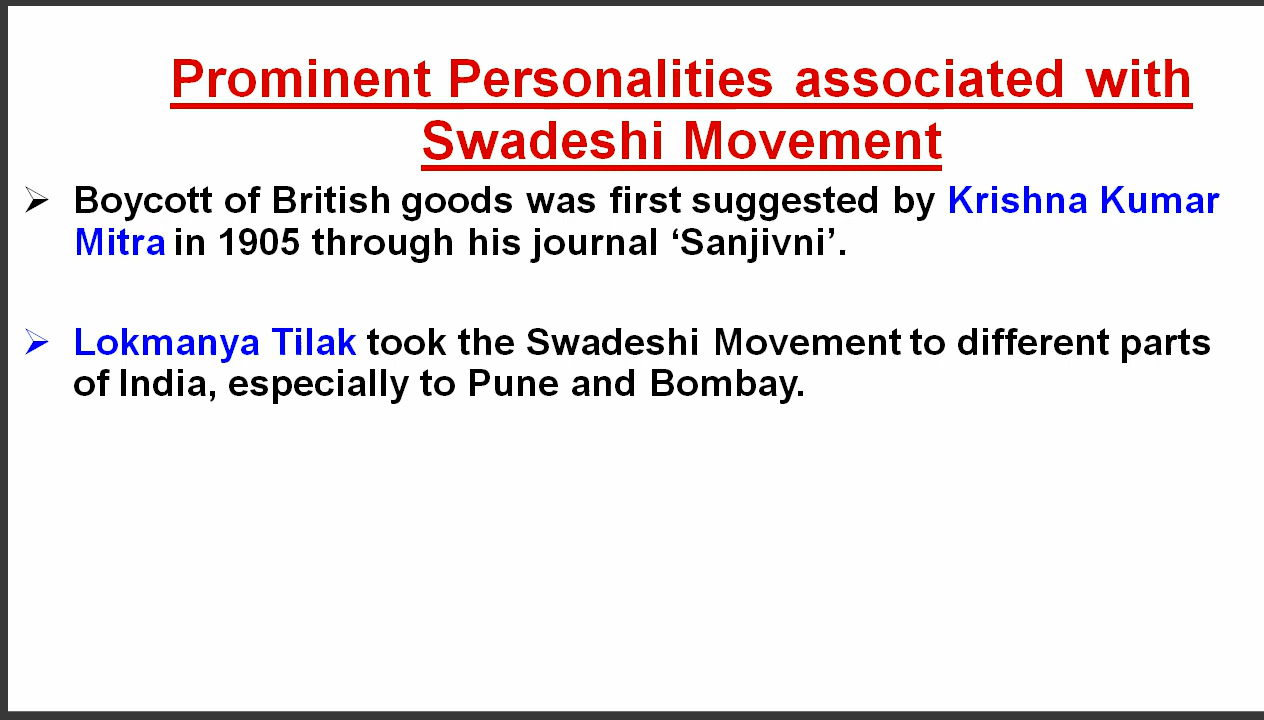 Prominent Personalities associated with
Swadeshi Movement
➢ Boycott of British goods was first suggested by Krishna Kumar
Mitra in 1905 through his journal ‘Sanjivni’.
➢ Lokmanya Tilak took the Swadeshi Movement to different parts
of India, especially to Pune and Bombay.